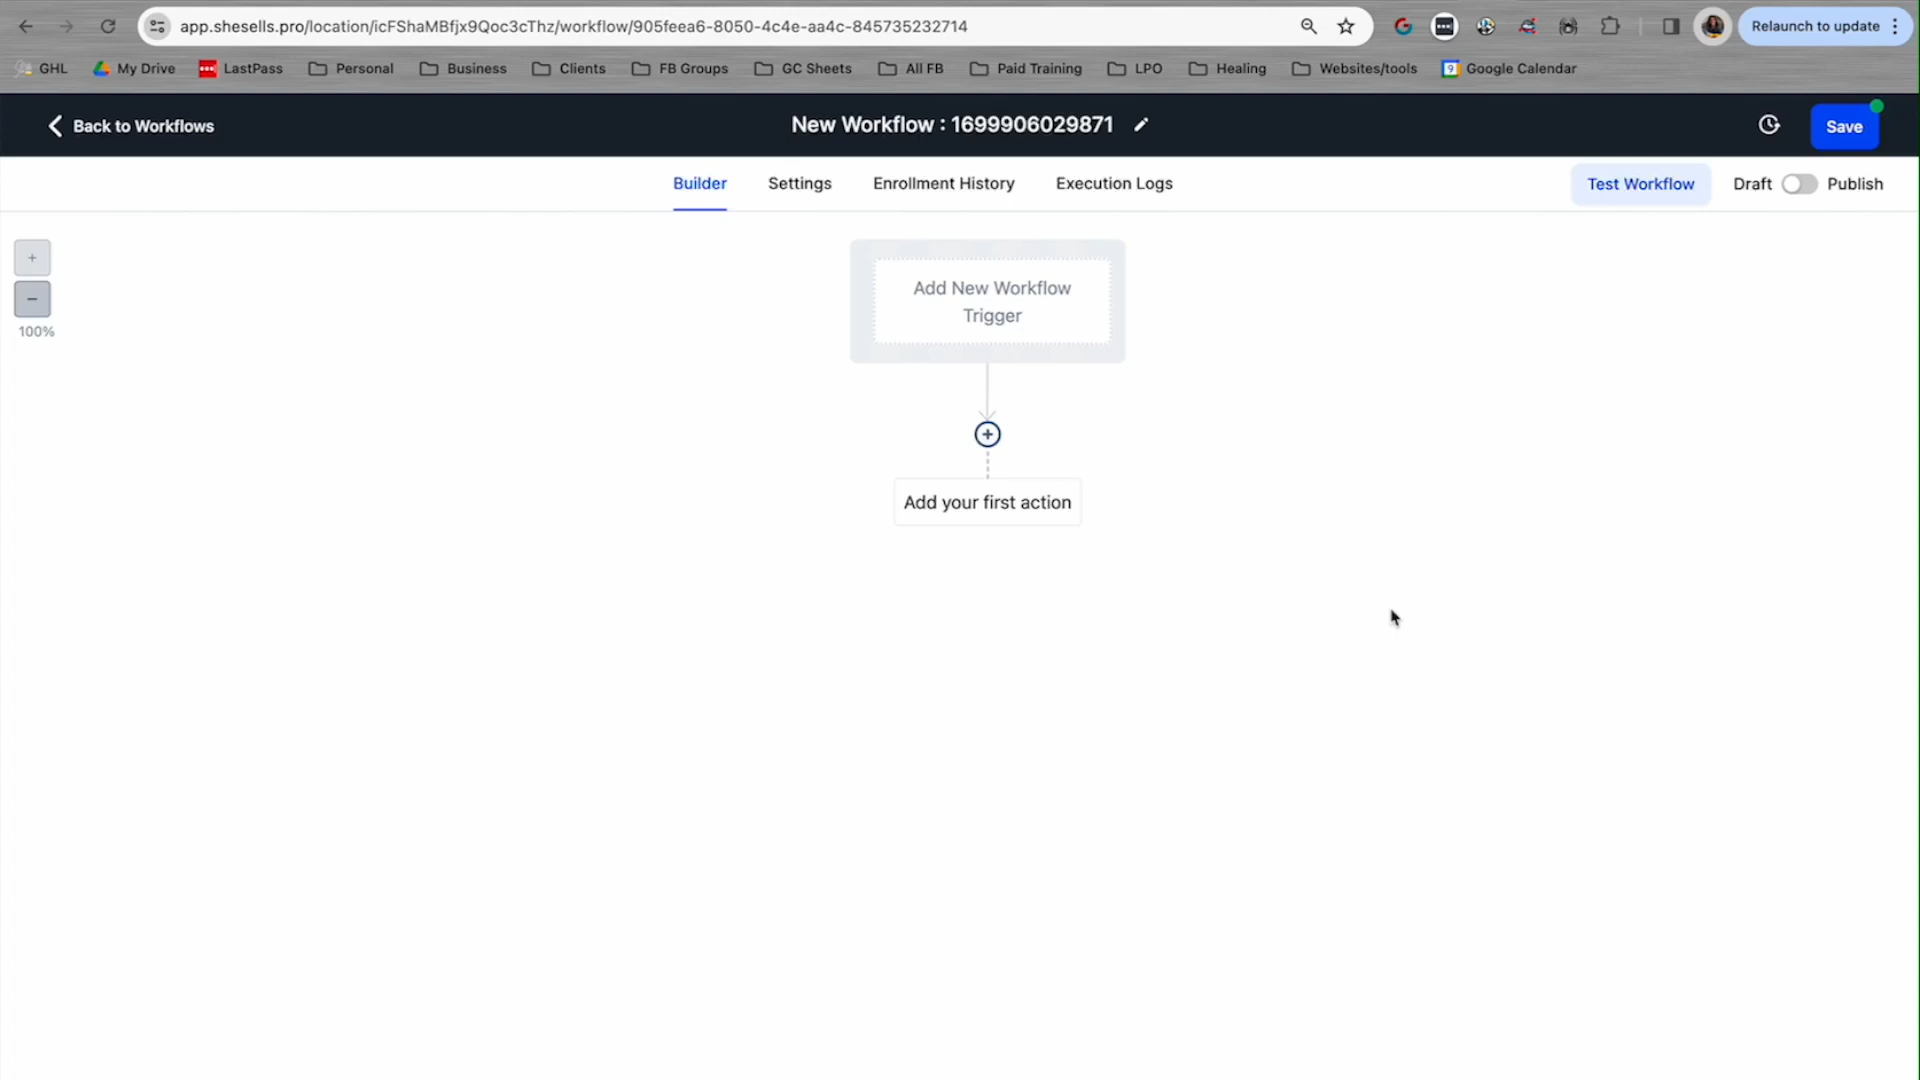 app.shesells.pro/location/icFShaMBfjx9Qoc3cThz/workflow/905feea6-8050-4c4e-aa4c-845735232714
Relaunch to update
GHL My Drive LastPass Personal Business Clients FB Groups GC Sheets All FB Paid Training LPO Healing Websites/tools 9 Google Calendar
Back to Workflows New Workflow : 1699906029871 Save
Builder Settings Enrollment History Execution Logs Test Workflow Draft Publish
+
−
100%
Add New Workflow
Trigger
+
Add your first action